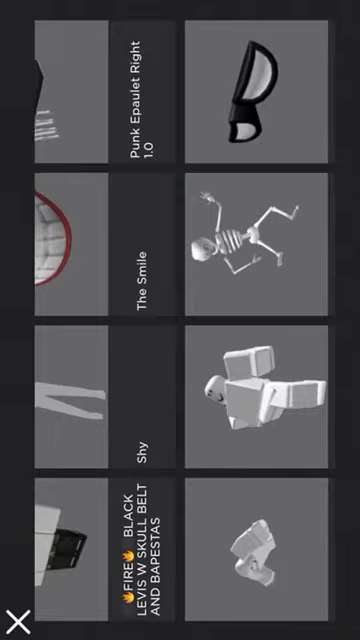 Punk Epaulet Right
1.0
The Smile
Shy
🔥FIRE🔥 BLACK
LEVIS W SKULL BELT
AND BAPESTAS